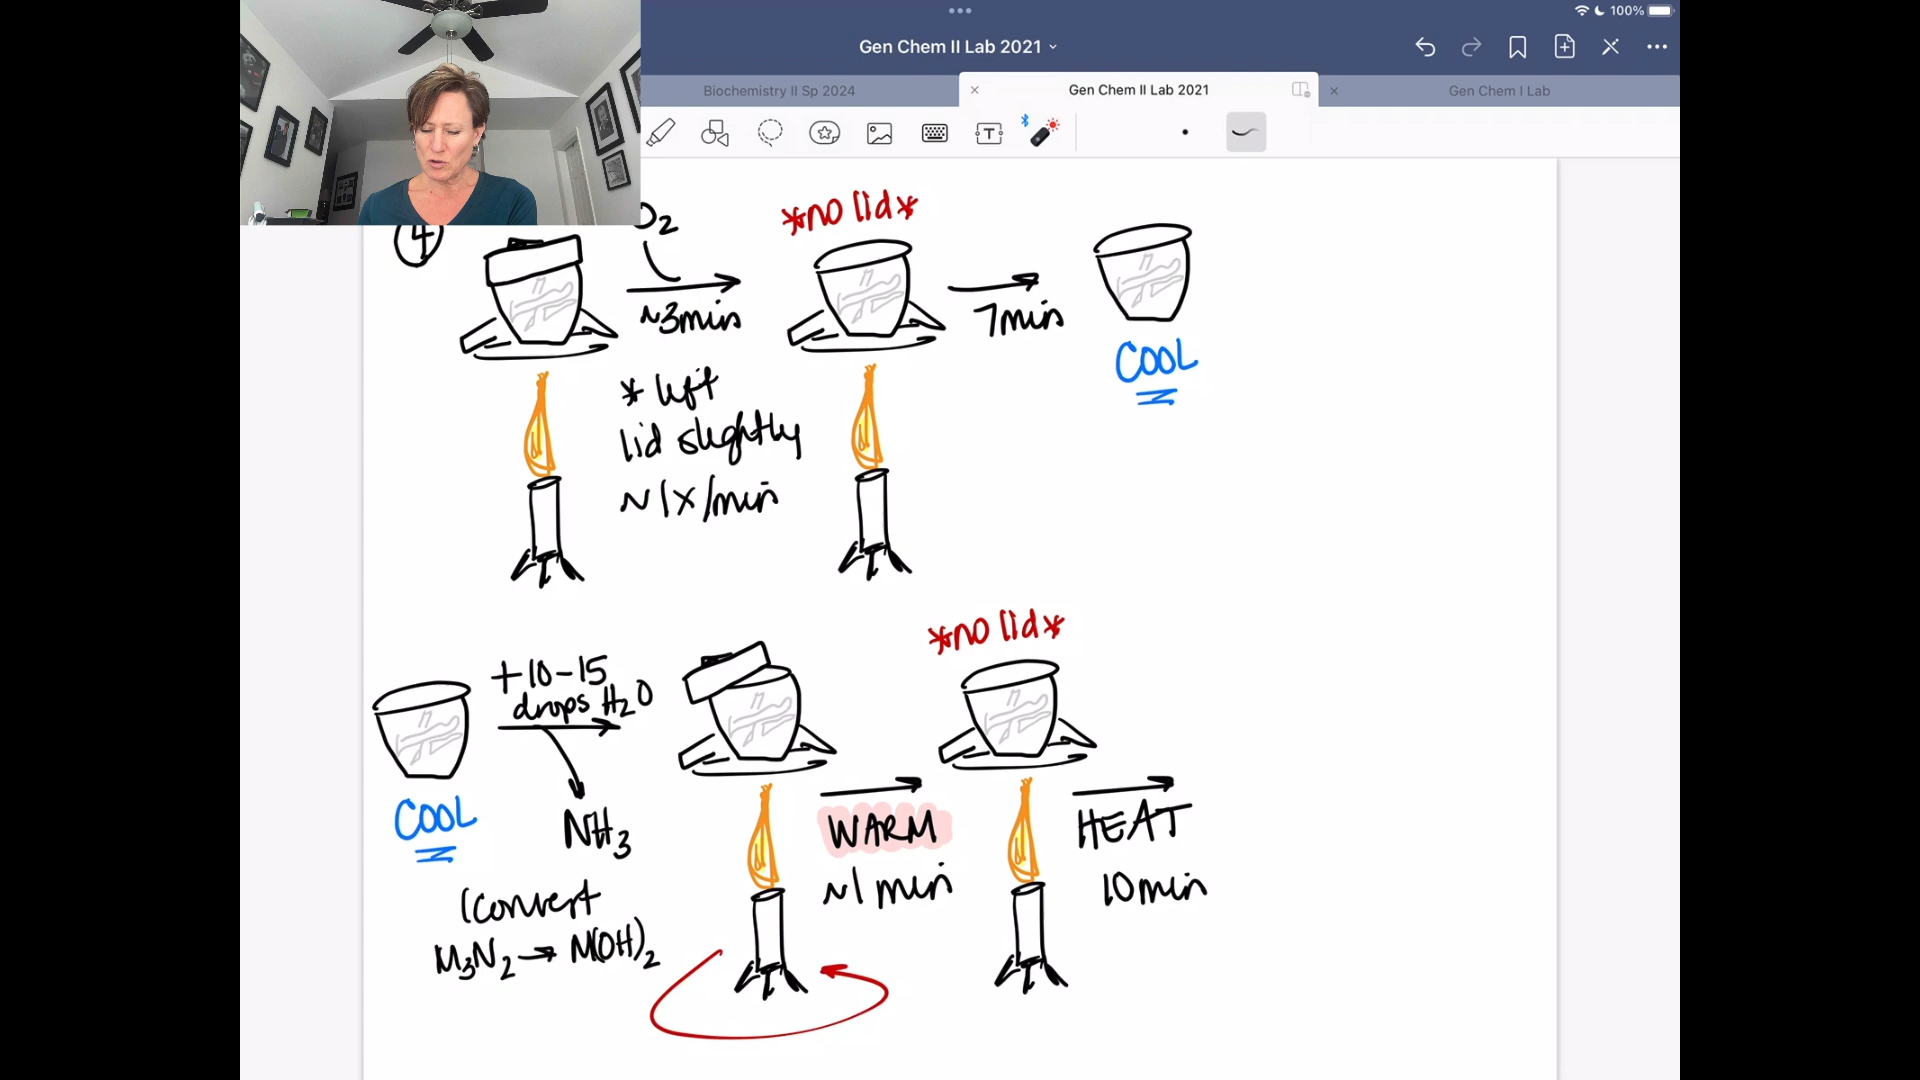 100%
Gen Chem II Lab 2021
Biochemistry II Sp 2024
Gen Chem II Lab 2021
Gen Chem I Lab
T
4
O2
*no lid*
~3min
7min
COOL
* lift
lid slightly
~1x/min
*no lid*
+10-15
drops H2O
COOL
NH3
WARM
~1 min
HEAT
10min
(convert
M3N2→M(OH)2